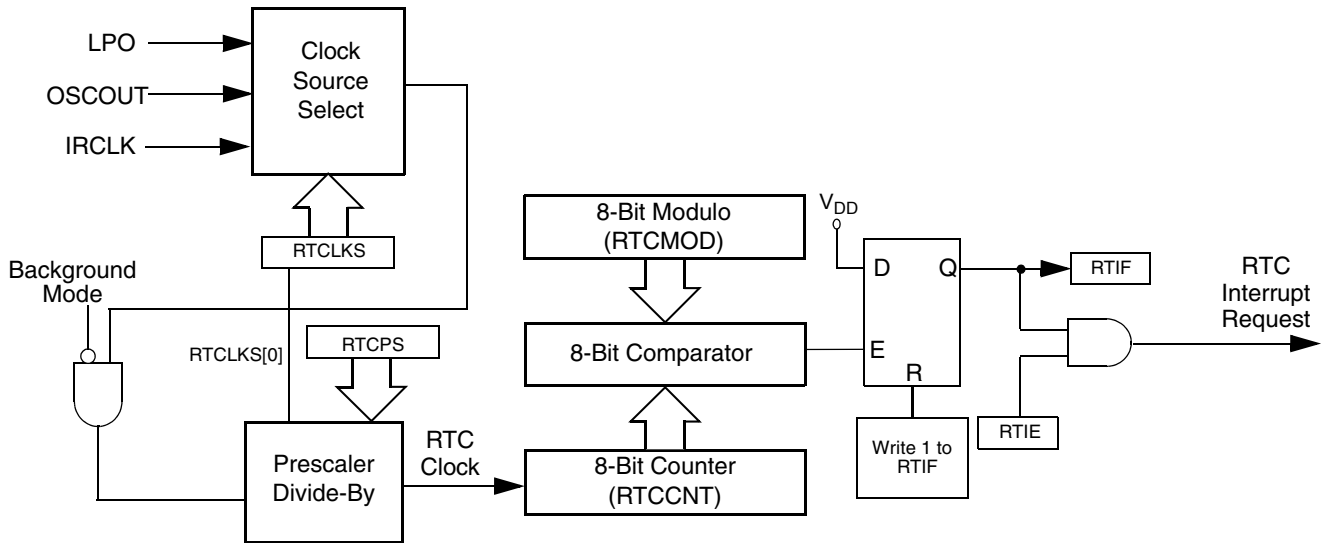 LPO
OSCOUT
IRCLK
Clock
Source
Select
RTCLKS
Background
Mode
RTCLKS[0]
RTCPS
Prescaler
Divide-By
RTC
Clock
8-Bit Modulo
(RTCMOD)
8-Bit Comparator
8-Bit Counter
(RTCCNT)
VDD
D
Q
E
R
Write 1 to
RTIF
RTIF
RTIE
RTC
Interrupt
Request